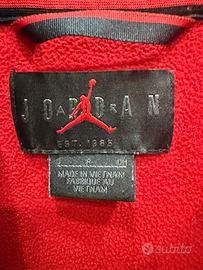 JORDAN
EST. 1985
MADE IN VIETNAM
FABRIQUÉ AU
VIETNAM
subito